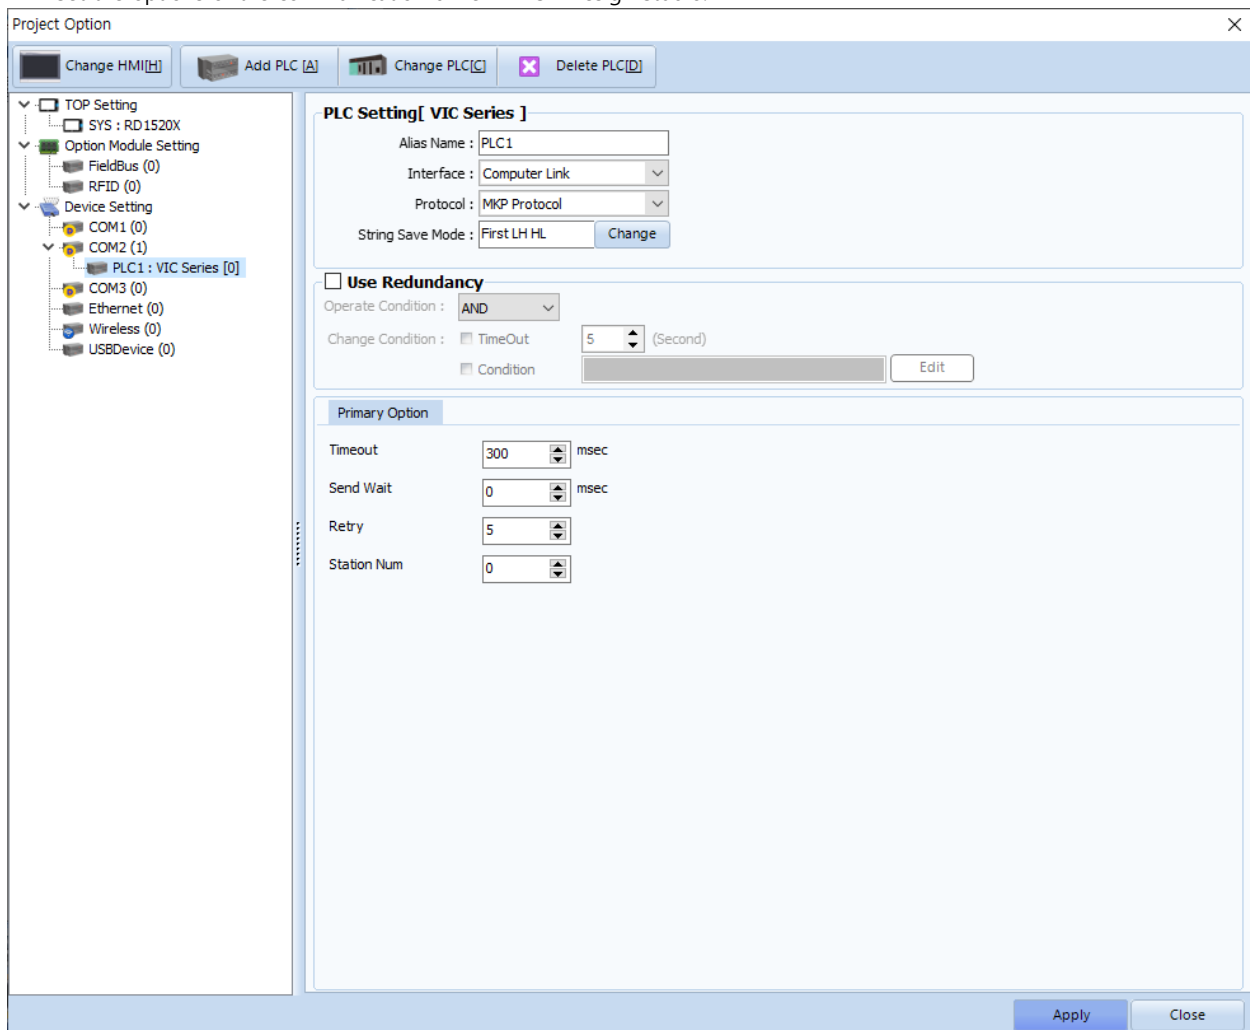 Project Option
Change HMI[H]
Add PLC [A]
Change PLC[C]
Delete PLC[D]
TOP Setting
SYS : RD1520X
Option Module Setting
FieldBus (0)
RFID (0)
Device Setting
COM1 (0)
COM2 (1)
PLC1 : VIC Series [0]
COM3 (0)
Ethernet (0)
Wireless (0)
USBDevice (0)
PLC Setting[ VIC Series ]
Alias Name : PLC1
Interface : Computer Link
Protocol : MKP Protocol
String Save Mode : First LH HL Change
Use Redundancy
Operate Condition : AND
Change Condition : TimeOut 5 (Second)
Condition Edit
Primary Option
Timeout 300 msec
Send Wait 0 msec
Retry 5
Station Num 0
Apply Close